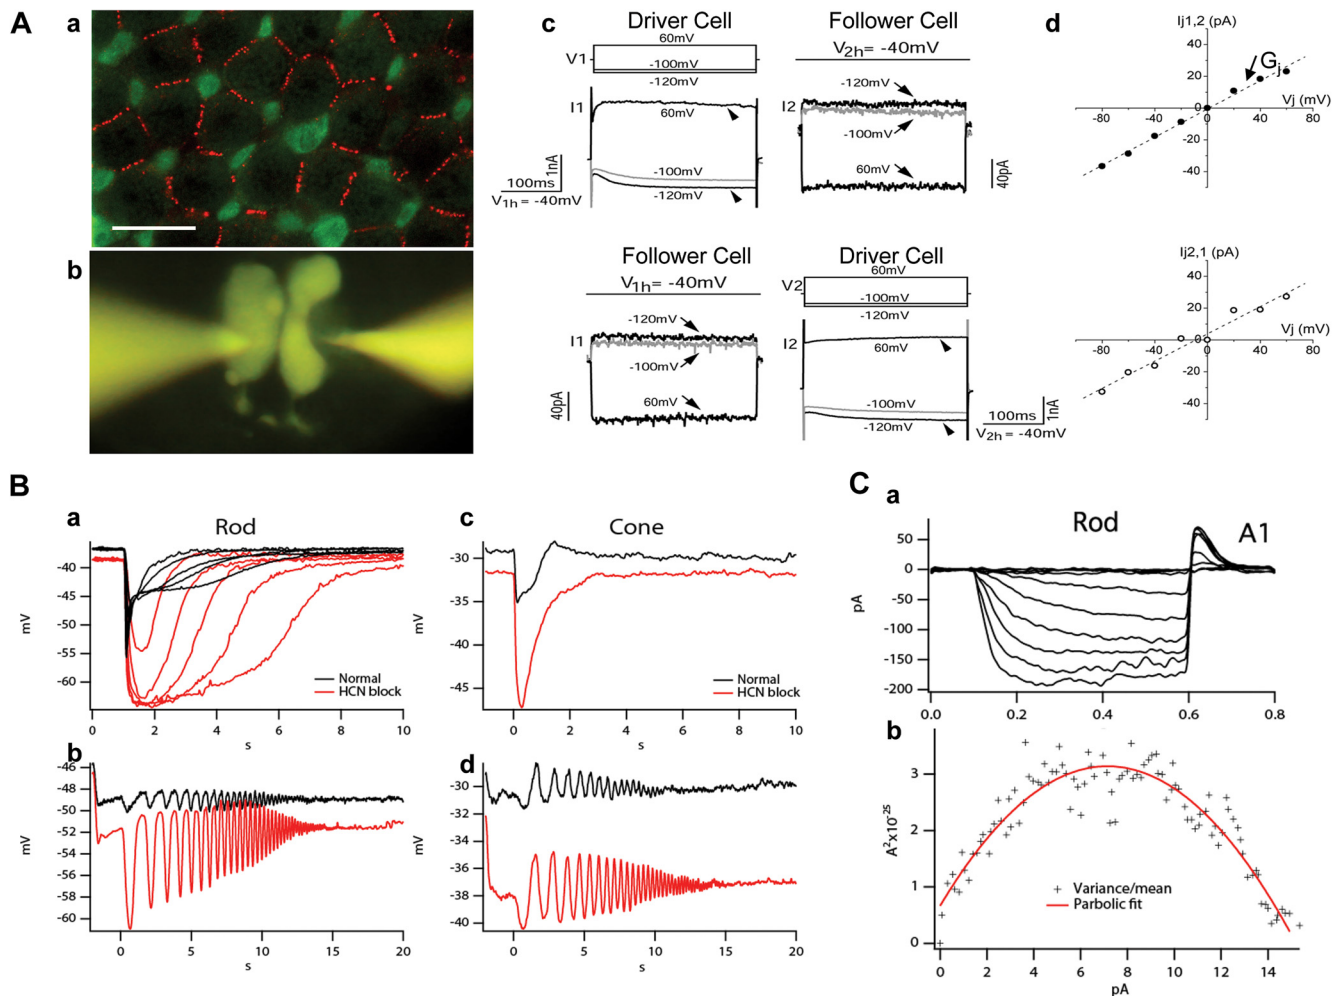 A
a
b
c
Driver Cell
V1
60mV
-100mV
-120mV
I1
60mV
-100mV
-120mV
100ms
1nA
V1h= -40mV
Follower Cell
V2h= -40mV
I2
-120mV
-100mV
60mV
40pA
Follower Cell
V1h= -40mV
I1
-120mV
-100mV
60mV
40pA
Driver Cell
V2
60mV
-100mV
-120mV
I2
60mV
-100mV
-120mV
100ms
1nA
V2h= -40mV
d
Ij1,2 (pA)
Gj
Vj (mV)
40
20
-80 -40 40 80
-20
-40
Ij2,1 (pA)
Vj (mV)
40
20
0
-80 -40 0 40 80
-20
-40
B
a
Rod
mV
-40
-45
-50
-55
-60
Normal
HCN block
0 2 4 6 8 10
s
b
mV
-46
-48
-50
-52
-54
-56
-58
-60
0 5 10 15 20
s
c
Cone
mV
-30
-35
-40
-45
Normal
HCN block
0 2 4 6 8 10
s
d
mV
-30
-32
-34
-36
-38
-40
0 5 10 15 20
s
C
a
Rod
A1
pA
50
0
-50
-100
-150
-200
0.0 0.2 0.4 0.6 0.8
b
A²x10⁻²⁵
3
2
1
0
Variance/mean
Parbolic fit
0 2 4 6 8 10 12 14
pA